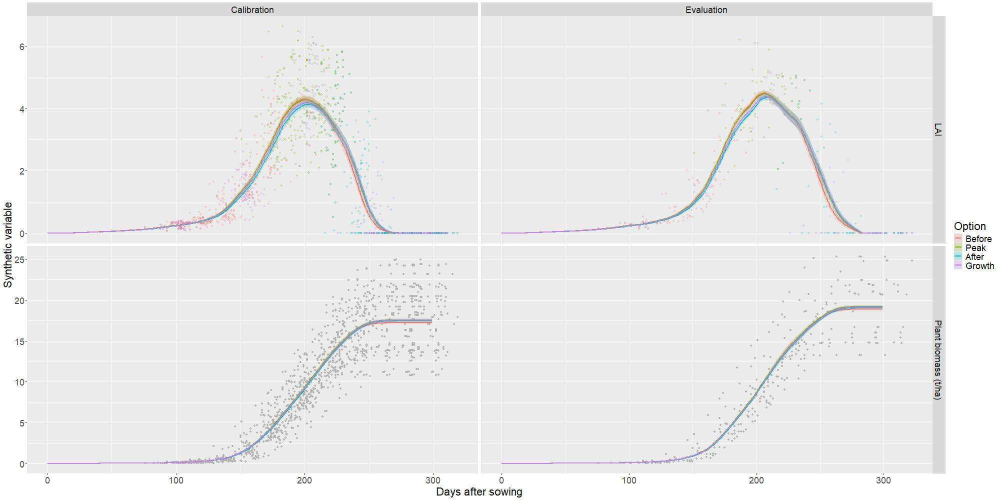 Calibration
Evaluation
6
4
2
0
LAI
Synthetic variable
25
20
15
10
5
0
Plant biomass (t/ha)
0 100 200 300
0 100 200 300
Days after sowing
Option
Before
Peak
After
Growth